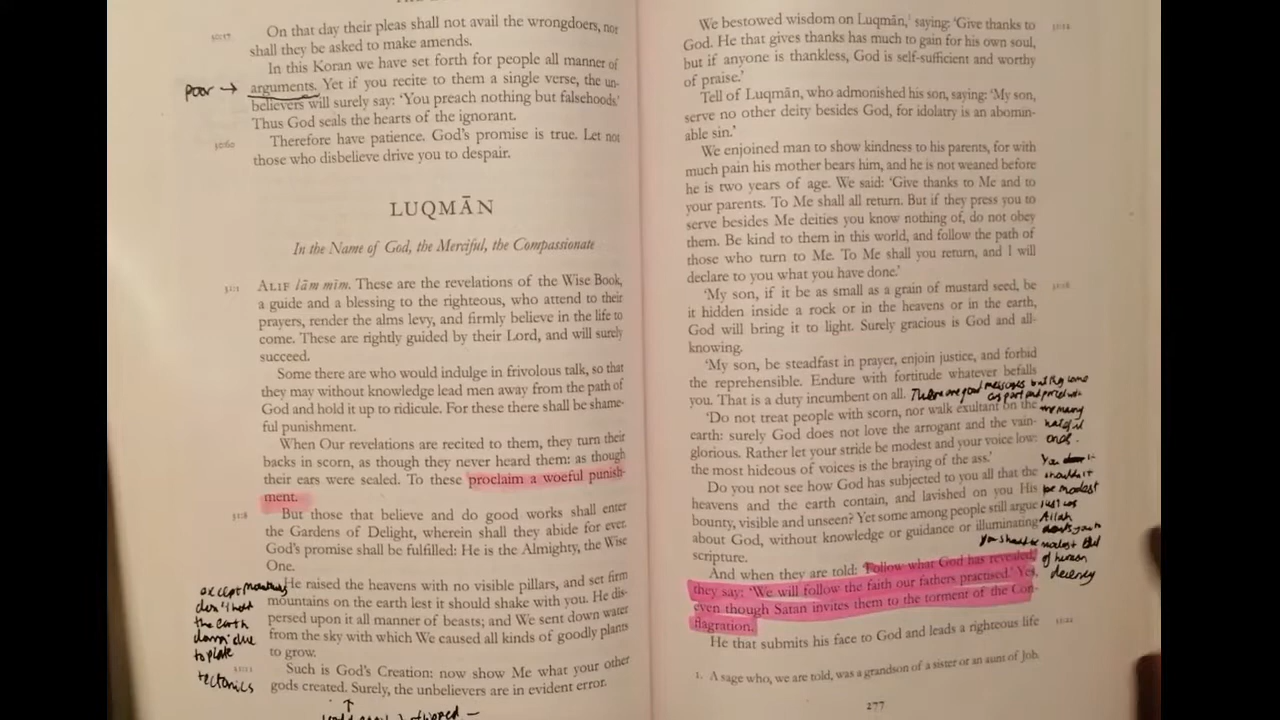 30:57
On that day their pleas shall not avail the wrongdoers, nor
shall they be asked to make amends.
In this Koran we have set forth for people all manner of
poor → arguments. Yet if you recite to them a single verse, the un-
believers will surely say: 'You preach nothing but falsehoods.'
Thus God seals the hearts of the ignorant.
30:60
Therefore have patience. God's promise is true. Let not
those who disbelieve drive you to despair.
LUQMĀN
In the Name of God, the Merciful, the Compassionate
31:1
ALIF lām mīm. These are the revelations of the Wise Book,
a guide and a blessing to the righteous, who attend to their
prayers, render the alms levy, and firmly believe in the life to
come. These are rightly guided by their Lord, and will surely
succeed.
Some there are who would indulge in frivolous talk, so that
they may without knowledge lead men away from the path of
God and hold it up to ridicule. For these there shall be shame-
ful punishment.
When Our revelations are recited to them, they turn their
backs in scorn, as though they never heard them: as though
their ears were sealed. To these proclaim a woeful punish-
ment.
31:8
But those that believe and do good works shall enter
the Gardens of Delight, wherein shall they abide for ever.
God's promise shall be fulfilled: He is the Almighty, the Wise
One.
He raised the heavens with no visible pillars, and set firm
mountains on the earth lest it should shake with you. He dis-
persed upon it all manner of beasts; and We sent down water
from the sky with which We caused all kinds of goodly plants
to grow.
31:11
Such is God's Creation: now show Me what your other
gods created. Surely, the unbelievers are in evident error.
except mountains
don't hold
the earth
down due
to plate
tectonics
We bestowed wisdom on Luqmān,¹ saying: 'Give thanks to
31:12
God. He that gives thanks has much to gain for his own soul,
but if anyone is thankless, God is self-sufficient and worthy
of praise.'
Tell of Luqmān, who admonished his son, saying: 'My son,
serve no other deity besides God, for idolatry is an abomin-
able sin.'
We enjoined man to show kindness to his parents, for with
much pain his mother bears him, and he is not weaned before
he is two years of age. We said: 'Give thanks to Me and to
your parents. To Me shall all return. But if they press you to
serve besides Me deities you know nothing of, do not obey
them. Be kind to them in this world, and follow the path of
those who turn to Me. To Me shall you return, and I will
declare to you what you have done.'
'My son, if it be as small as a grain of mustard seed, be
31:16
it hidden inside a rock or in the heavens or in the earth,
God will bring it to light. Surely gracious is God and all-
knowing.
'My son, be steadfast in prayer, enjoin justice, and forbid
the reprehensible. Endure with fortitude whatever befalls
you. That is a duty incumbent on all.
'Do not treat people with scorn, nor walk exultant on the
earth: surely God does not love the arrogant and the vain-
glorious. Rather let your stride be modest and your voice low:
the most hideous of voices is the braying of the ass.'
Do you not see how God has subjected to you all that the
heavens and the earth contain, and lavished on you His
bounty, visible and unseen? Yet some among people still argue
about God, without knowledge or guidance or illuminating
scripture.
And when they are told: 'Follow what God has revealed,'
they say: 'We will follow the faith our fathers practised.' Yes,
even though Satan invites them to the torment of the Con-
flagration.
He that submits his face to God and leads a righteous life
31:22
There are good messages but they come
as part and parcel with
many
hateful
ones.
shouldn't
be modest
just cos
Allah
you should be modest
of human
decency
1. A sage who, we are told, was a grandson of a sister or an aunt of Job.
277